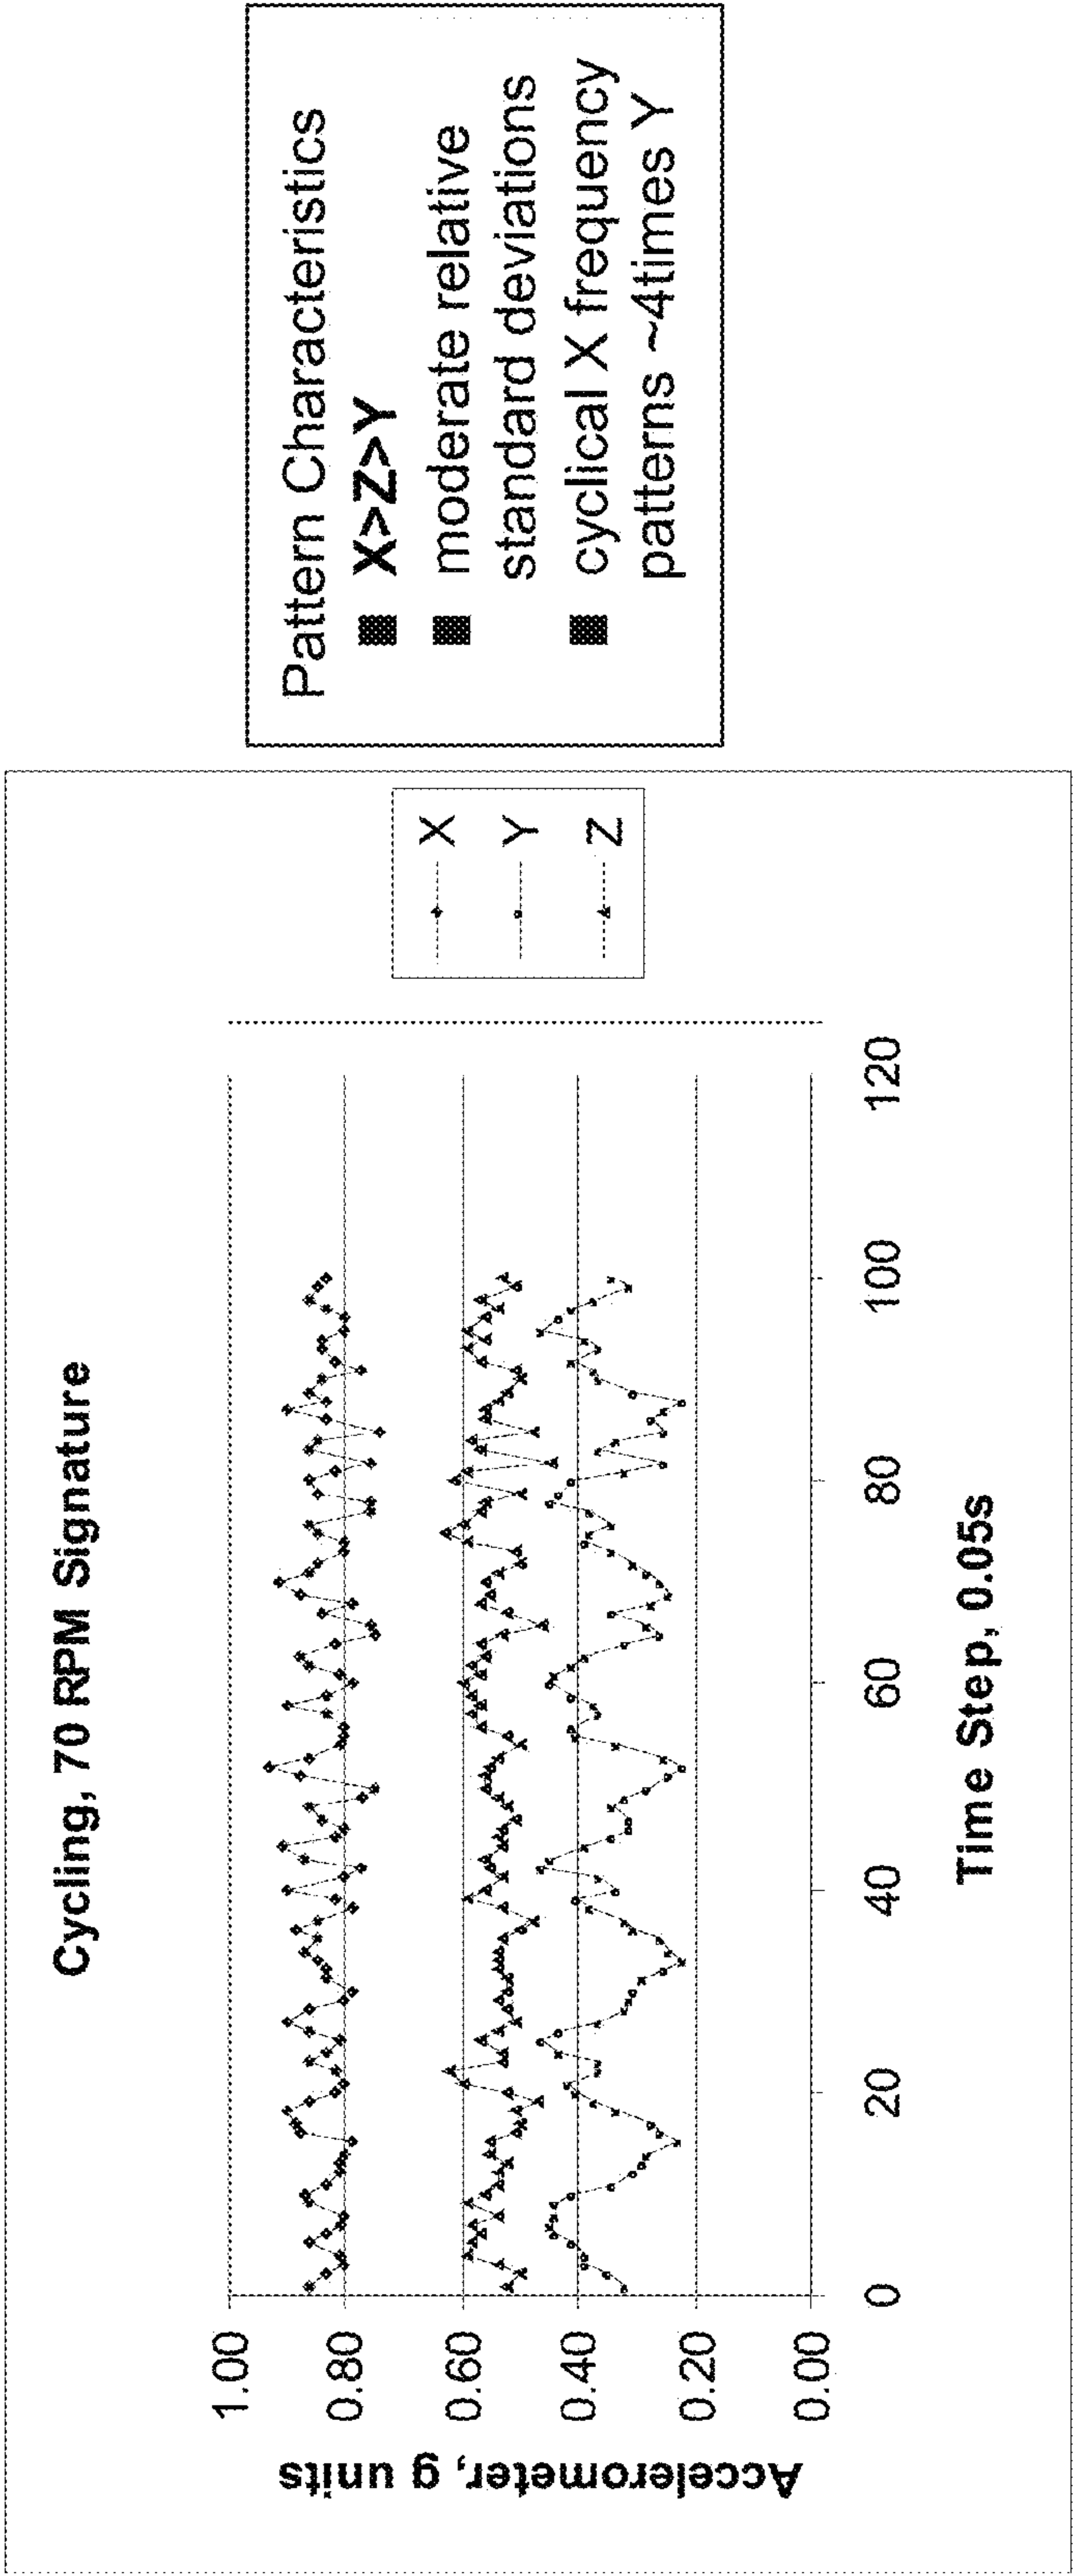 Cycling, 70 RPM Signature
Accelerometer, g units
1.00
0.80
0.60
0.40
0.20
0.00
0 20 40 60 80 100 120
Time Step, 0.05s
X
Y
Z
Pattern Characteristics
X>Z>Y
moderate relative
standard deviations
cyclical X frequency
patterns ~4times Y